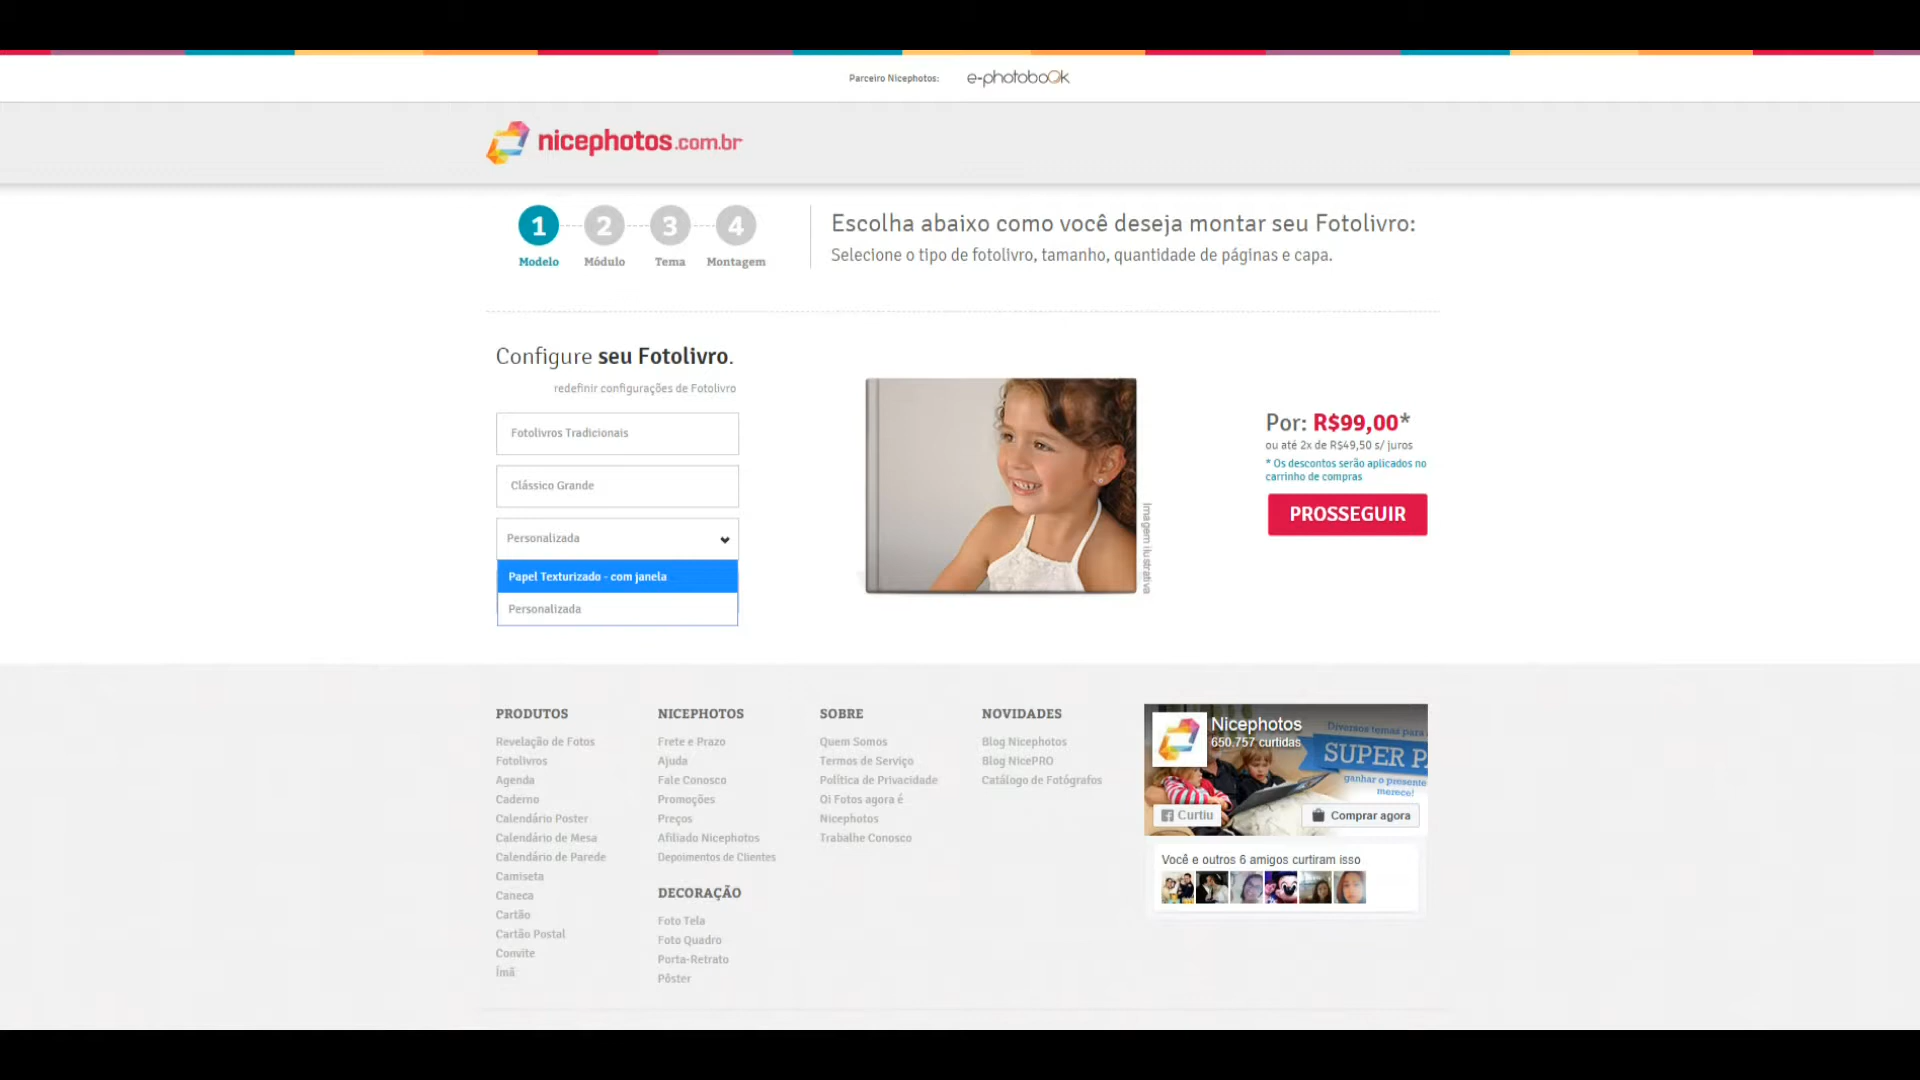 Parceiro Nicephotos: e-photobook
nicephotos.com.br
1 2 3 4
Modelo Módulo Tema Montagem
Escolha abaixo como você deseja montar seu Fotolivro:
Selecione o tipo de fotolivro, tamanho, quantidade de páginas e capa.
Configure seu Fotolivro.
redefinir configurações de Fotolivro
Fotolivros Tradicionais
Clássico Grande
Personalizada
Papel Texturizado - com janela
Personalizada
Imagem ilustrativa
Por: R$99,00*
ou até 2x de R$49,50 s/ juros
* Os descontos serão aplicados no
carrinho de compras
PROSSEGUIR
PRODUTOS
Revelação de Fotos
Fotolivros
Agenda
Caderno
Calendário Poster
Calendário de Mesa
Calendário de Parede
Camiseta
Caneca
Cartão
Cartão Postal
Convite
Ímã
NICEPHOTOS
Frete e Prazo
Ajuda
Fale Conosco
Promoções
Preços
Afiliado Nicephotos
Depoimentos de Clientes
DECORAÇÃO
Foto Tela
Foto Quadro
Porta-Retrato
Pôster
SOBRE
Quem Somos
Termos de Serviço
Política de Privacidade
Oi Fotos agora é
Nicephotos
Trabalhe Conosco
NOVIDADES
Blog Nicephotos
Blog NicePRO
Catálogo de Fotógrafos
Nicephotos
650.757 curtidas
Diversos temas para
SUPER P
ganhar o presente
merece!
Curtiu
Comprar agora
Você e outros 6 amigos curtiram isso